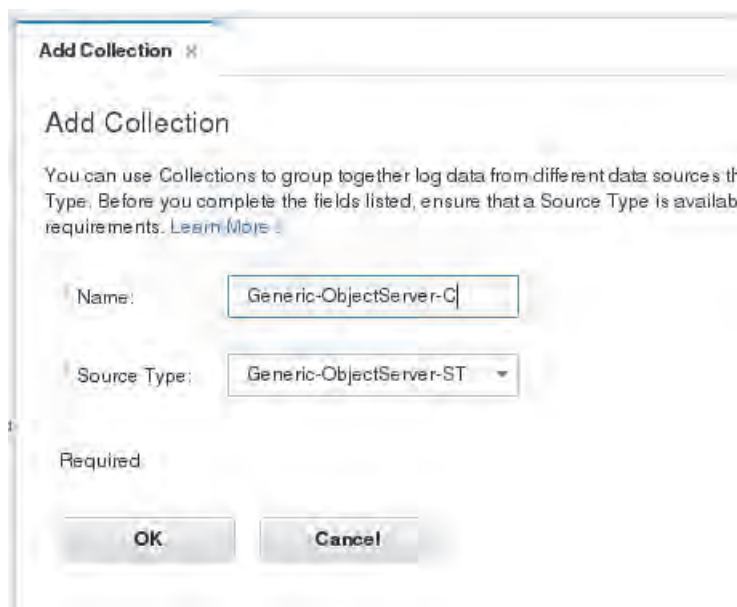 Add Collection ×
Add Collection
You can use Collections to group together log data from different data sources th
Type. Before you complete the fields listed, ensure that a Source Type is availab
requirements. Learn More
* Name: Generic-ObjectServer-C
* Source Type: Generic-ObjectServer-ST
Required
OK Cancel